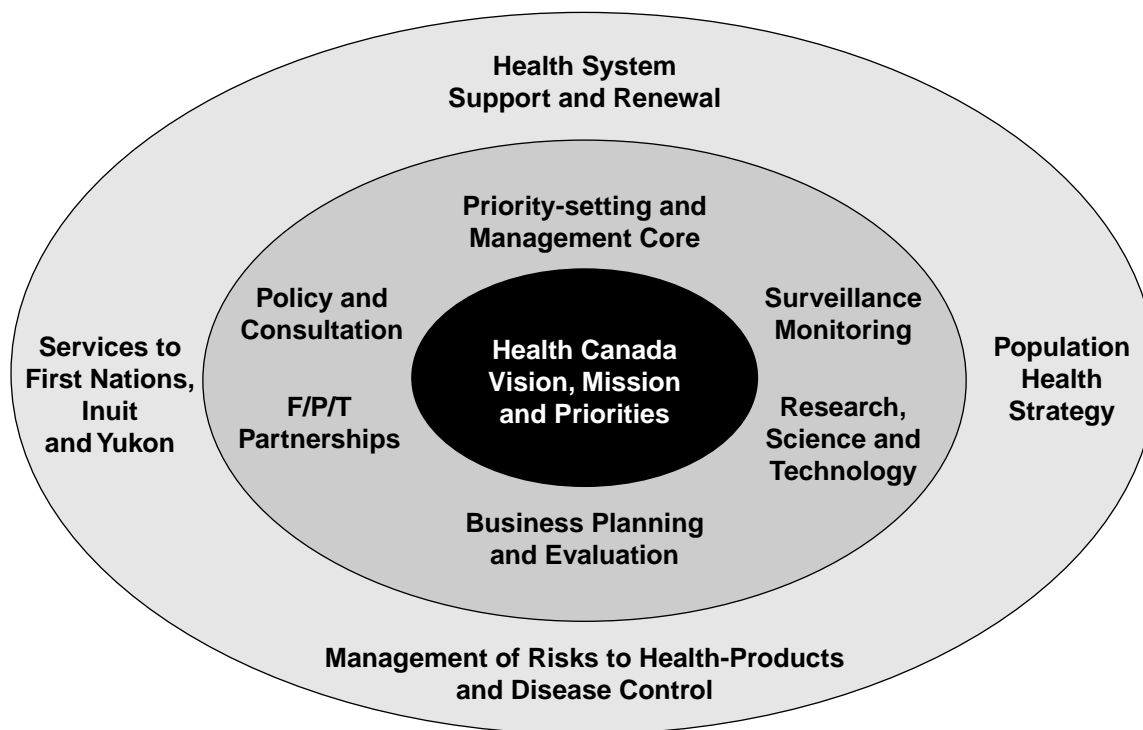 Health System
Support and Renewal
Priority-setting and
Management Core
Policy and
Consultation
Surveillance
Monitoring
Services to
First Nations,
Inuit
and Yukon
Health Canada
Vision, Mission
and Priorities
Population
Health
Strategy
F/P/T
Partnerships
Research,
Science and
Technology
Business Planning
and Evaluation
Management of Risks to Health-Products
and Disease Control